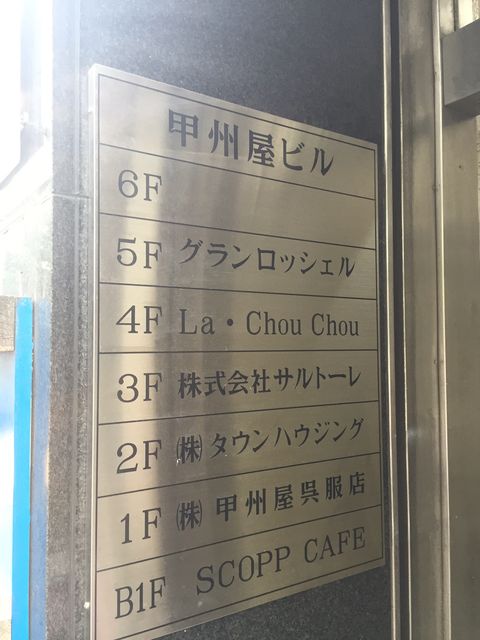 甲州屋ビル
6F
5F グランロッシェル
4F La・Chou Chou
3F 株式会社サルトーレ
2F ㈱タウンハウジング
1F ㈱甲州屋呉服店
B1F SCOPP CAFE